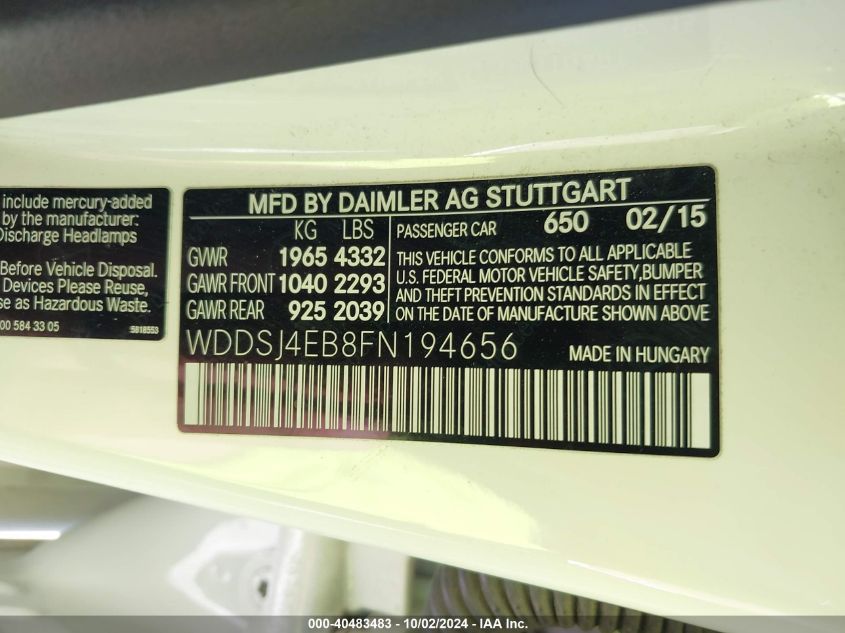 include mercury-added
by the manufacturer:
Discharge Headlamps
Before Vehicle Disposal.
Devices Please Reuse,
se as Hazardous Waste.
00 584 33 05
5818553
MFD BY DAIMLER AG STUTTGART
KG LBS
GVWR 1965 4332
GAWR FRONT 1040 2293
GAWR REAR 925 2039
PASSENGER CAR 650 02/15
THIS VEHICLE CONFORMS TO ALL APPLICABLE
U.S. FEDERAL MOTOR VEHICLE SAFETY,BUMPER
AND THEFT PREVENTION STANDARDS IN EFFECT
ON THE DATE OF MANUFACTURE SHOWN ABOVE
WDDSJ4EB8FN194656 MADE IN HUNGARY
000-40483483 - 10/02/2024 - IAA Inc.